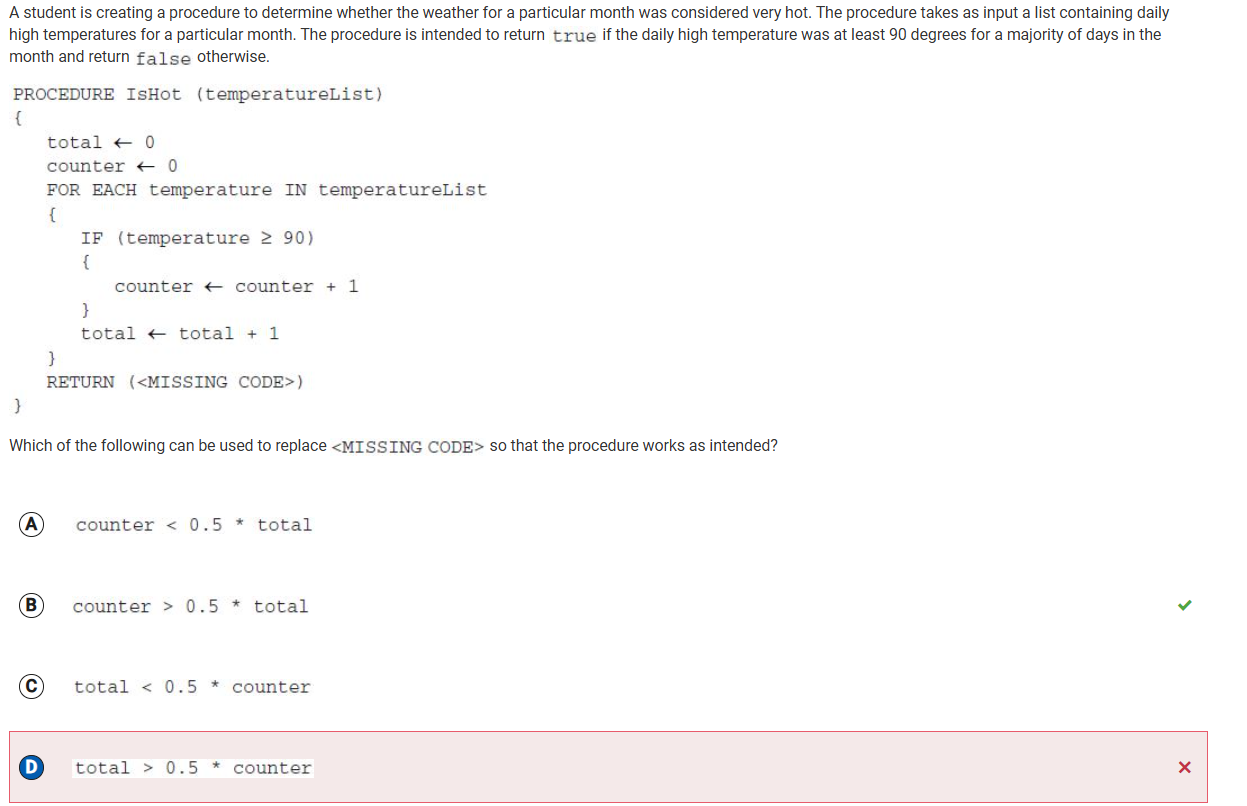 A student is creating a procedure to determine whether the weather for a particular month was considered very hot. The procedure takes as input a list containing daily
high temperatures for a particular month. The procedure is intended to return true if the daily high temperature was at least 90 degrees for a majority of days in the
month and return false otherwise.
PROCEDURE IsHot (temperatureList)
{
total ← 0
counter ← 0
FOR EACH temperature IN temperatureList
{
IF (temperature ≥ 90)
{
counter ← counter + 1
}
total ← total + 1
}
RETURN (<MISSING CODE>)
}
Which of the following can be used to replace <MISSING CODE> so that the procedure works as intended?
A counter < 0.5 * total
B counter > 0.5 * total
C total < 0.5 * counter
D total > 0.5 * counter